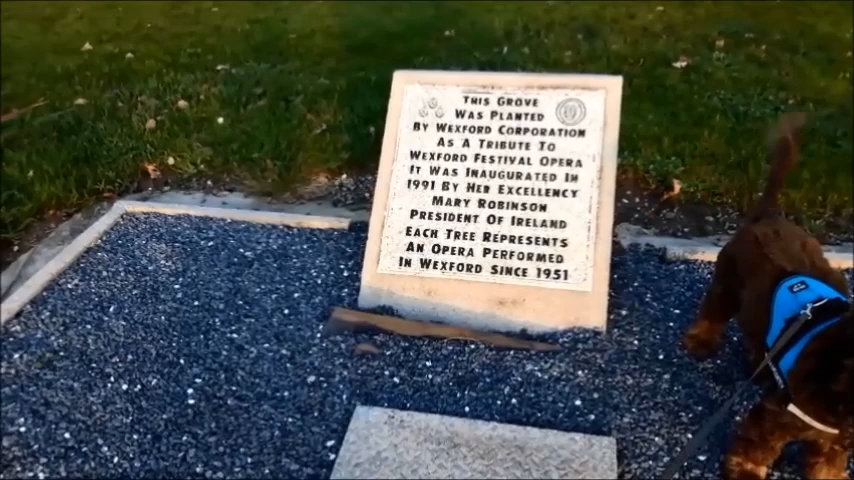 THIS GROVE
WAS PLANTED
BY WEXFORD CORPORATION
AS A TRIBUTE TO
WEXFORD FESTIVAL OPERA
IT WAS INAUGURATED IN
1991 BY HER EXCELLENCY
MARY ROBINSON
PRESIDENT OF IRELAND
EACH TREE REPRESENTS
AN OPERA PERFORMED
IN WEXFORD SINCE 1951